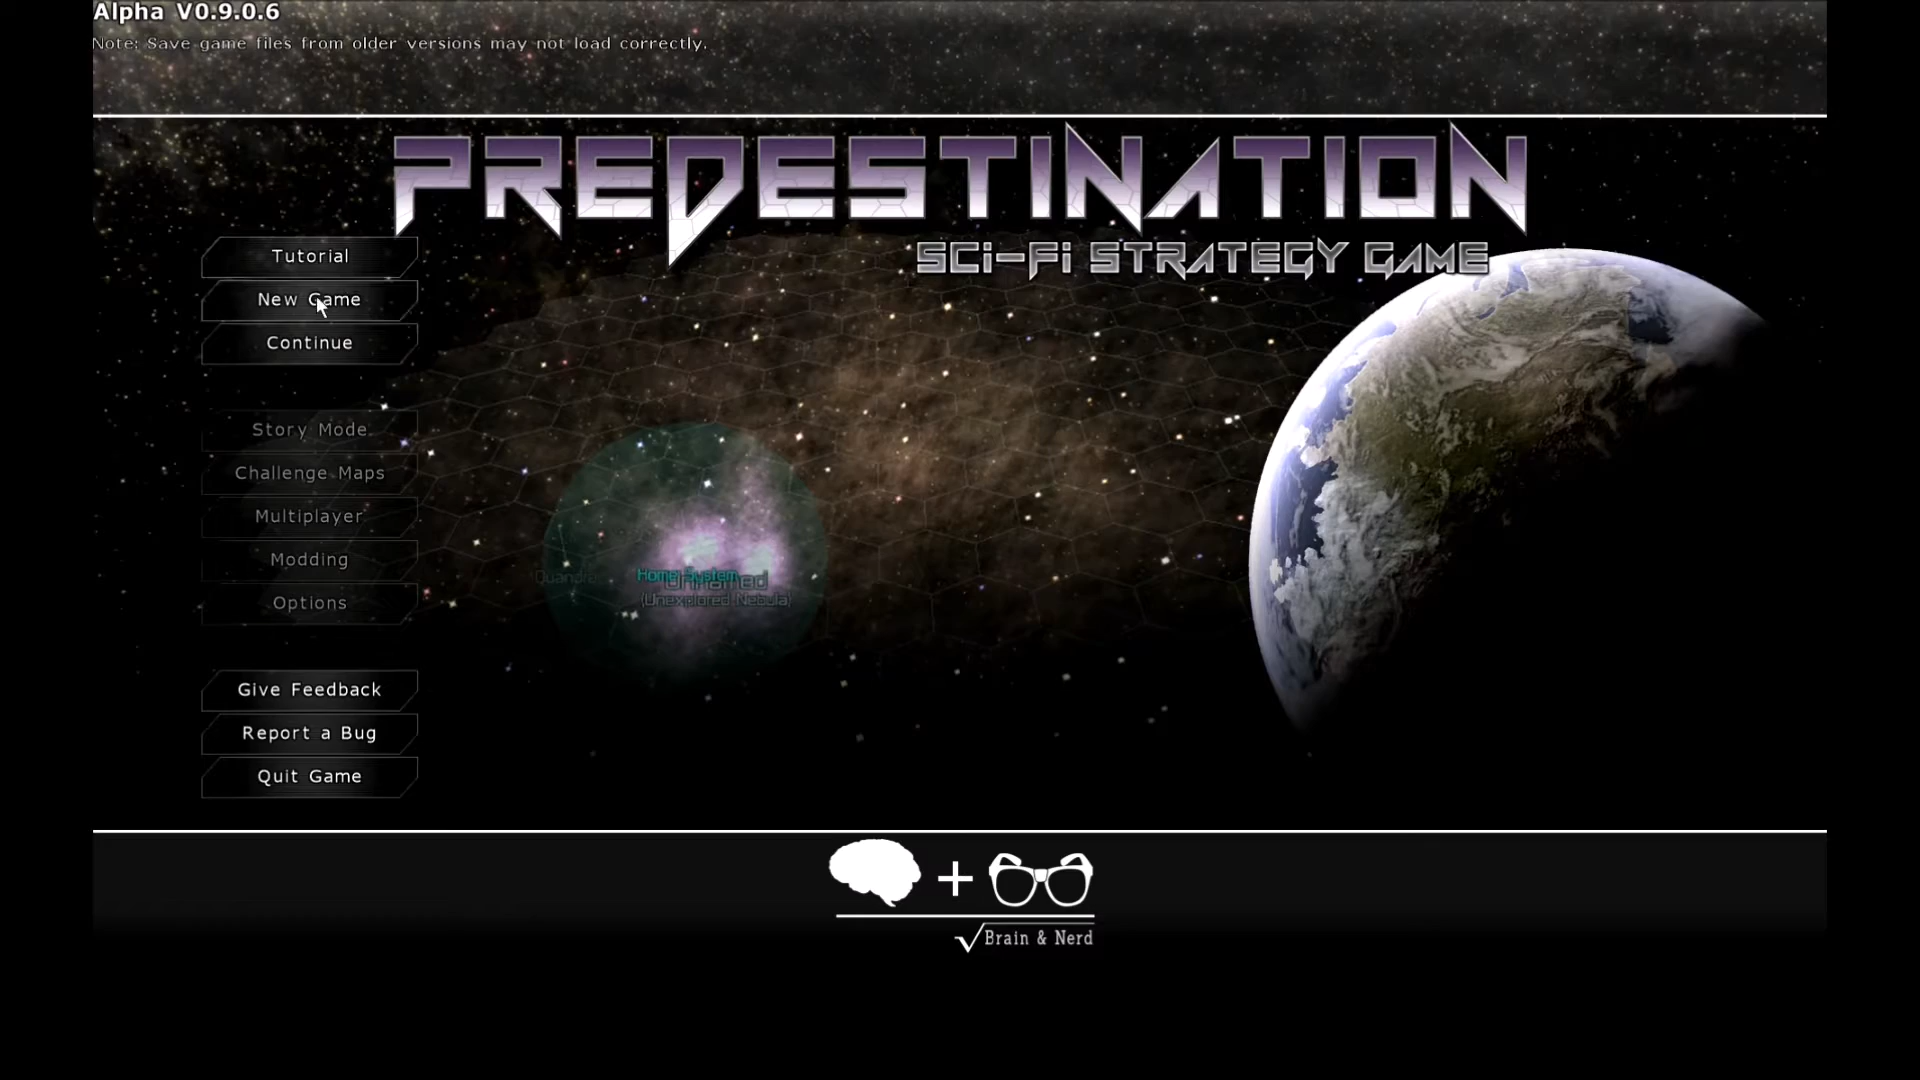 Alpha V0.9.0.6
Note: Save game files from older versions may not load correctly.
PREDESTINATION
SCi-Fi STRATEGY GAME
Tutorial
New Game
Continue
Story Mode
Challenge Maps
Multiplayer
Modding
Options
Quandra
Home System
Unnamed
(Unexplored Nebula)
Give Feedback
Report a Bug
Quit Game
+
√Brain & Nerd